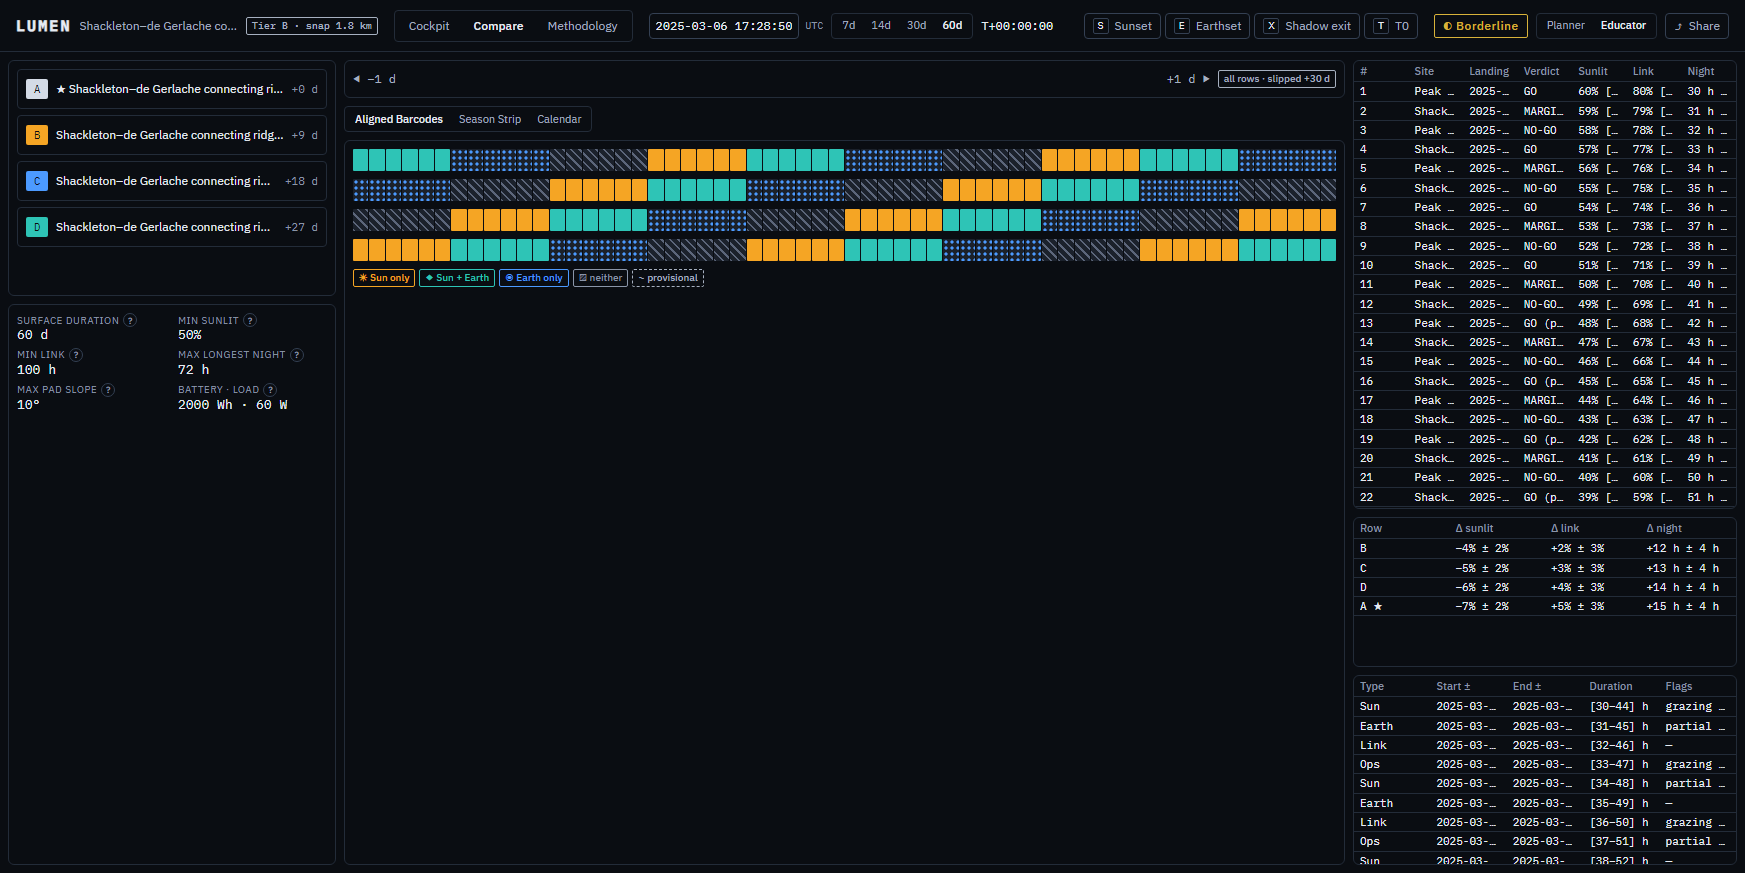 LUMEN Shackleton–de Gerlache co... Tier B · snap 1.8 km Cockpit Compare Methodology 2025-03-06 17:28:50 UTC 7d 14d 30d 60d T+00:00:00 S Sunset E Earthset X Shadow exit T T0 Borderline Planner Educator Share
A ★ Shackleton–de Gerlache connecting ri... +0 d
B Shackleton–de Gerlache connecting ridg... +9 d
C Shackleton–de Gerlache connecting ri... +18 d
D Shackleton–de Gerlache connecting ri... +27 d
SURFACE DURATION ? MIN SUNLIT ?
60 d 50%
MIN LINK ? MAX LONGEST NIGHT ?
100 h 72 h
MAX PAD SLOPE ? BATTERY · LOAD ?
10° 2000 Wh · 60 W
◀ −1 d +1 d ▶ all rows · slipped +30 d
Aligned Barcodes Season Strip Calendar
Sun only Sun + Earth Earth only neither ~ provisional
# Site Landing Verdict Sunlit Link Night
1 Peak … 2025-… GO 60% [… 80% [… 30 h …
2 Shack… 2025-… MARGI… 59% [… 79% [… 31 h …
3 Peak … 2025-… NO-GO 58% [… 78% [… 32 h …
4 Shack… 2025-… GO 57% [… 77% [… 33 h …
5 Peak … 2025-… MARGI… 56% [… 76% [… 34 h …
6 Shack… 2025-… NO-GO 55% [… 75% [… 35 h …
7 Peak … 2025-… GO 54% [… 74% [… 36 h …
8 Shack… 2025-… MARGI… 53% [… 73% [… 37 h …
9 Peak … 2025-… NO-GO 52% [… 72% [… 38 h …
10 Shack… 2025-… GO 51% [… 71% [… 39 h …
11 Peak … 2025-… MARGI… 50% [… 70% [… 40 h …
12 Shack… 2025-… NO-GO… 49% [… 69% [… 41 h …
13 Peak … 2025-… GO (p… 48% [… 68% [… 42 h …
14 Shack… 2025-… MARGI… 47% [… 67% [… 43 h …
15 Peak … 2025-… NO-GO… 46% [… 66% [… 44 h …
16 Shack… 2025-… GO (p… 45% [… 65% [… 45 h …
17 Peak … 2025-… MARGI… 44% [… 64% [… 46 h …
18 Shack… 2025-… NO-GO… 43% [… 63% [… 47 h …
19 Peak … 2025-… GO (p… 42% [… 62% [… 48 h …
20 Shack… 2025-… MARGI… 41% [… 61% [… 49 h …
21 Peak … 2025-… NO-GO… 40% [… 60% [… 50 h …
22 Shack… 2025-… GO (p… 39% [… 59% [… 51 h …
Row Δ sunlit Δ link Δ night
B −4% ± 2% +2% ± 3% +12 h ± 4 h
C −5% ± 2% +3% ± 3% +13 h ± 4 h
D −6% ± 2% +4% ± 3% +14 h ± 4 h
A ★ −7% ± 2% +5% ± 3% +15 h ± 4 h
Type Start ± End ± Duration Flags
Sun 2025-03-… 2025-03-… [30–44] h grazing …
Earth 2025-03-… 2025-03-… [31–45] h partial …
Link 2025-03-… 2025-03-… [32–46] h —
Ops 2025-03-… 2025-03-… [33–47] h grazing …
Sun 2025-03-… 2025-03-… [34–48] h partial …
Earth 2025-03-… 2025-03-… [35–49] h —
Link 2025-03-… 2025-03-… [36–50] h grazing …
Ops 2025-03-… 2025-03-… [37–51] h partial …
Sun 2025-03-… 2025-03-… [38–52] h —